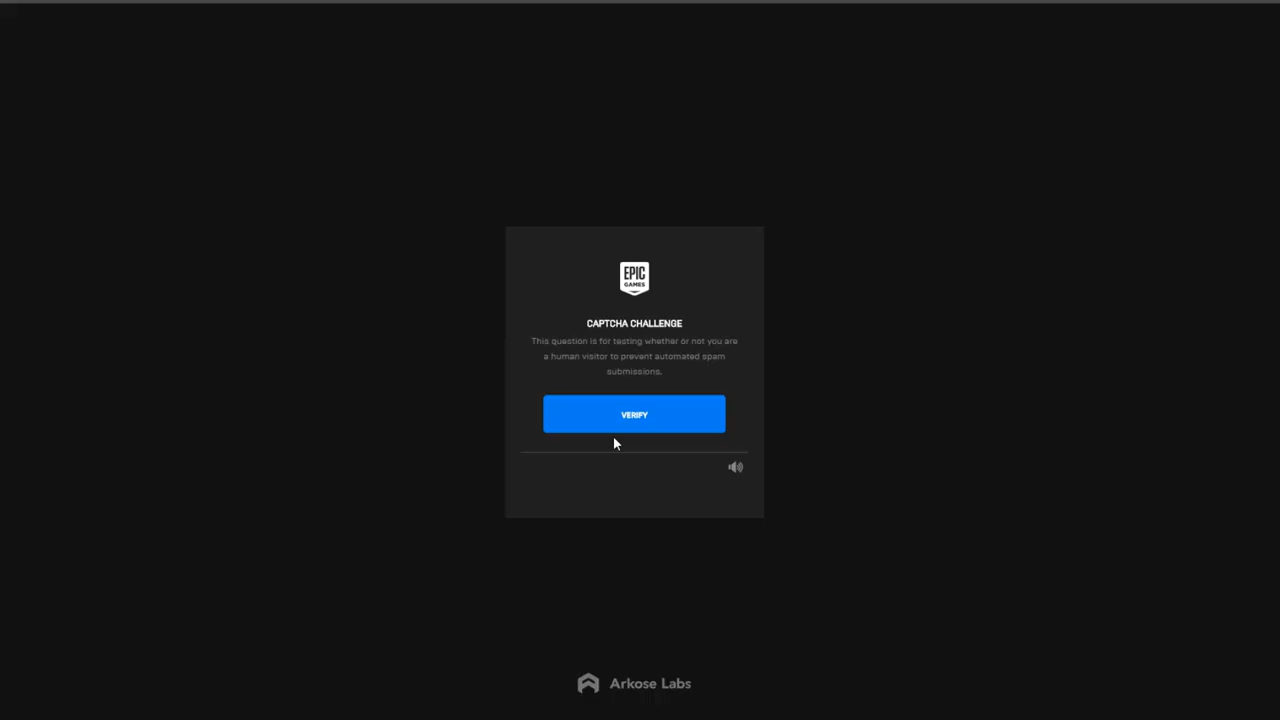 EPIC
GAMES
CAPTCHA CHALLENGE
This question is for testing whether or not you are
a human visitor to prevent automated spam
submissions.
VERIFY
Arkose Labs